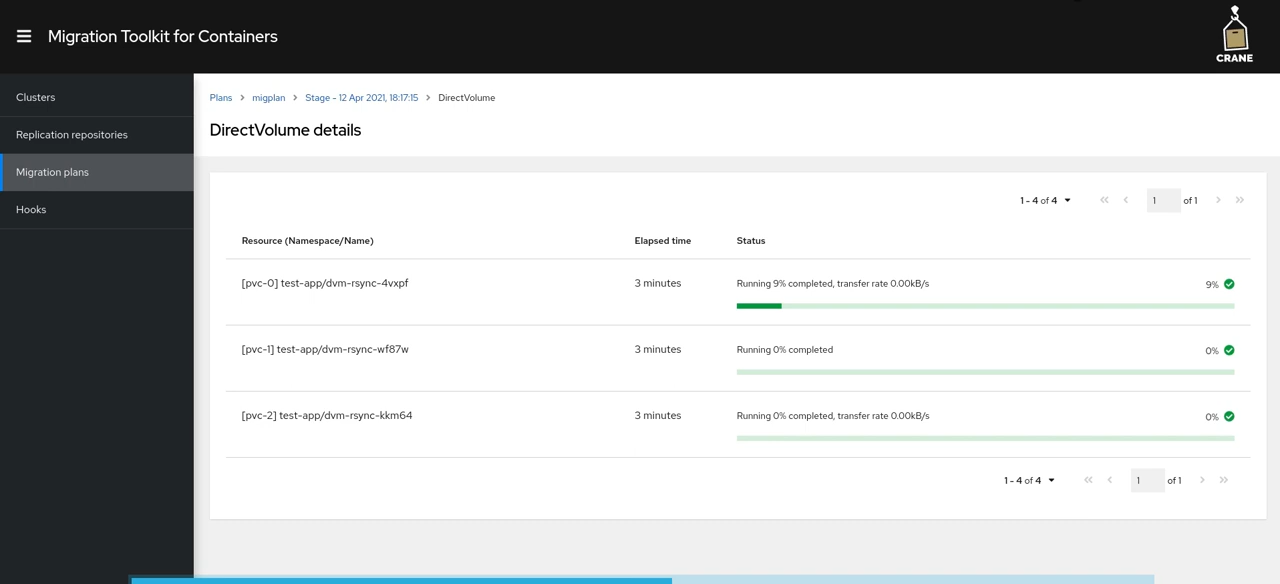 Migration Toolkit for Containers
CRANE
Clusters
Replication repositories
Migration plans
Hooks
Plans > migplan > Stage - 12 Apr 2021, 18:17:15 > DirectVolume
DirectVolume details
1 - 4 of 4 1 of 1
Resource (Namespace/Name) Elapsed time Status
[pvc-0] test-app/dvm-rsync-4vxpf 3 minutes Running 9% completed, transfer rate 0.00kB/s 9%
[pvc-1] test-app/dvm-rsync-wf87w 3 minutes Running 0% completed 0%
[pvc-2] test-app/dvm-rsync-kkm64 3 minutes Running 0% completed, transfer rate 0.00kB/s 0%
1 - 4 of 4 1 of 1